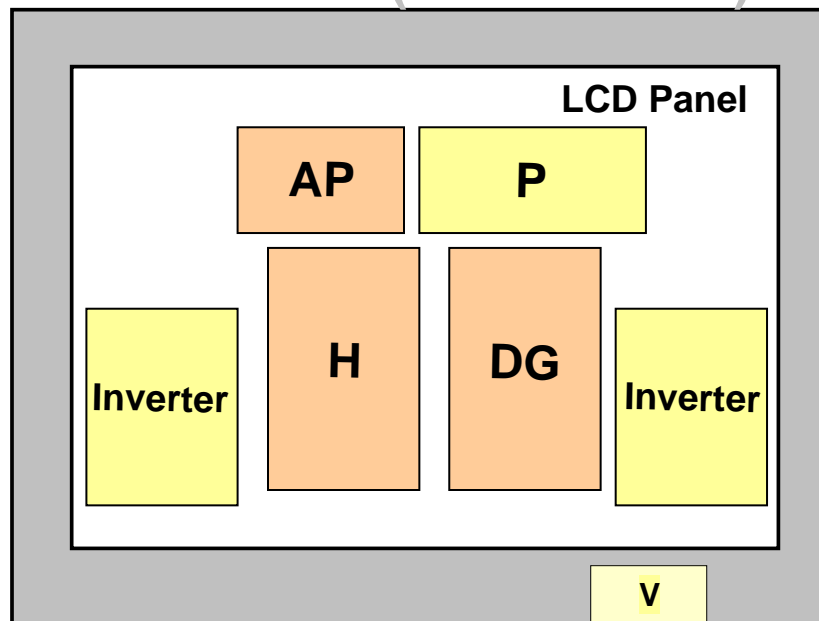 LCD Panel
AP
P
H
DG
Inverter
Inverter
V